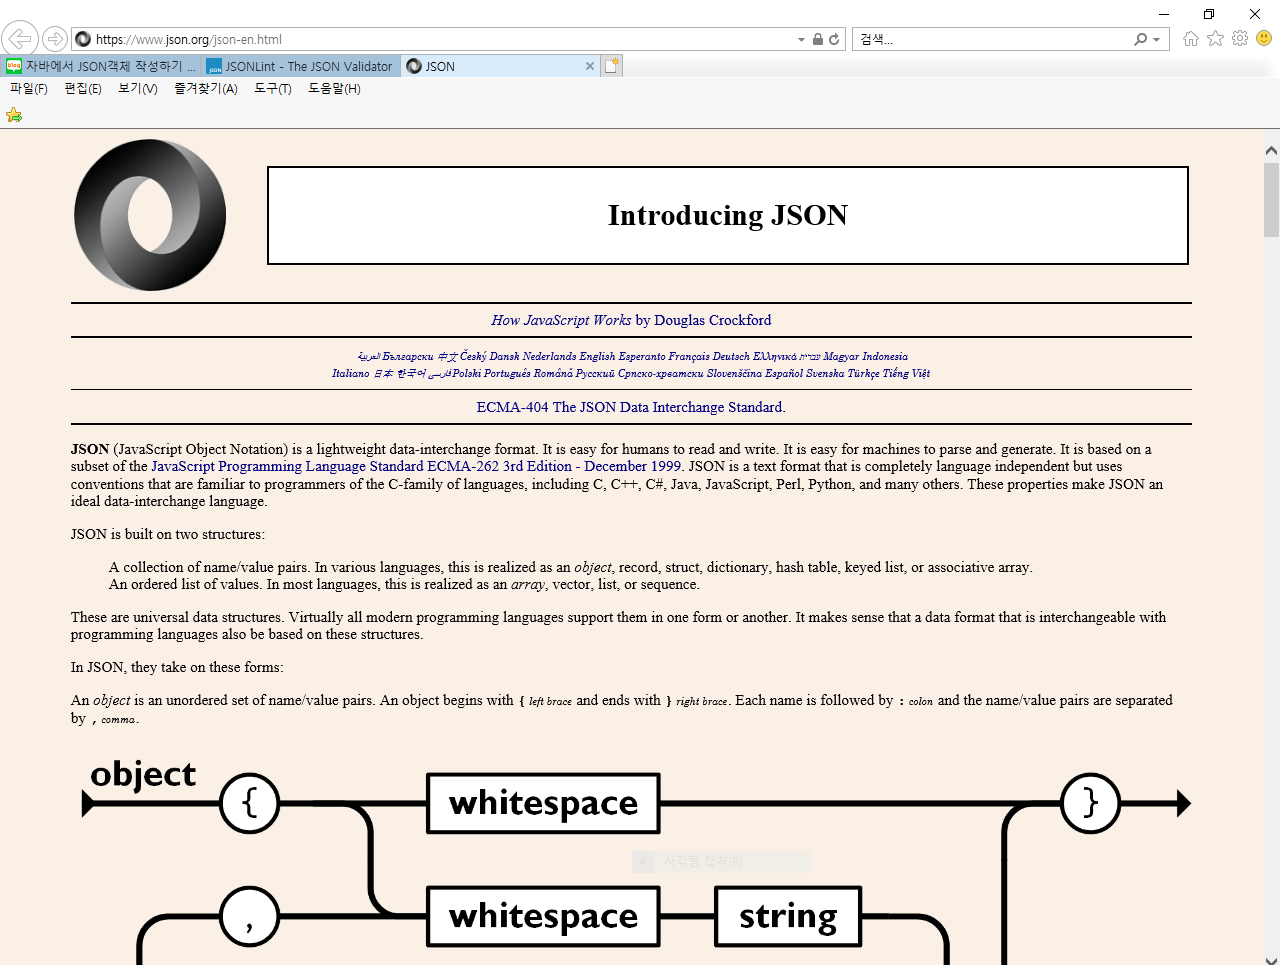 https://www.json.org/json-en.html
검색...
자바에서 JSON객체 작성하기 ...
JSONLint - The JSON Validator
JSON
파일(F) 편집(E) 보기(V) 즐겨찾기(A) 도구(T) 도움말(H)
Introducing JSON
How JavaScript Works by Douglas Crockford
العربية Български 中文 Český Dansk Nederlands English Esperanto Français Deutsch Ελληνικά עברית Magyar Indonesia
Italiano 日本 한국어 فارسی Polski Português Română Русский Српско-хрватски Slovenščina Español Svenska Türkçe Tiếng Việt
ECMA-404 The JSON Data Interchange Standard.
JSON (JavaScript Object Notation) is a lightweight data-interchange format. It is easy for humans to read and write. It is easy for machines to parse and generate. It is based on a
subset of the JavaScript Programming Language Standard ECMA-262 3rd Edition - December 1999. JSON is a text format that is completely language independent but uses
conventions that are familiar to programmers of the C-family of languages, including C, C++, C#, Java, JavaScript, Perl, Python, and many others. These properties make JSON an
ideal data-interchange language.
JSON is built on two structures:
A collection of name/value pairs. In various languages, this is realized as an object, record, struct, dictionary, hash table, keyed list, or associative array.
An ordered list of values. In most languages, this is realized as an array, vector, list, or sequence.
These are universal data structures. Virtually all modern programming languages support them in one form or another. It makes sense that a data format that is interchangeable with
programming languages also be based on these structures.
In JSON, they take on these forms:
An object is an unordered set of name/value pairs. An object begins with { left brace and ends with } right brace. Each name is followed by : colon and the name/value pairs are separated
by , comma.
object
{ whitespace }
사각형 캡처(R)
, whitespace string